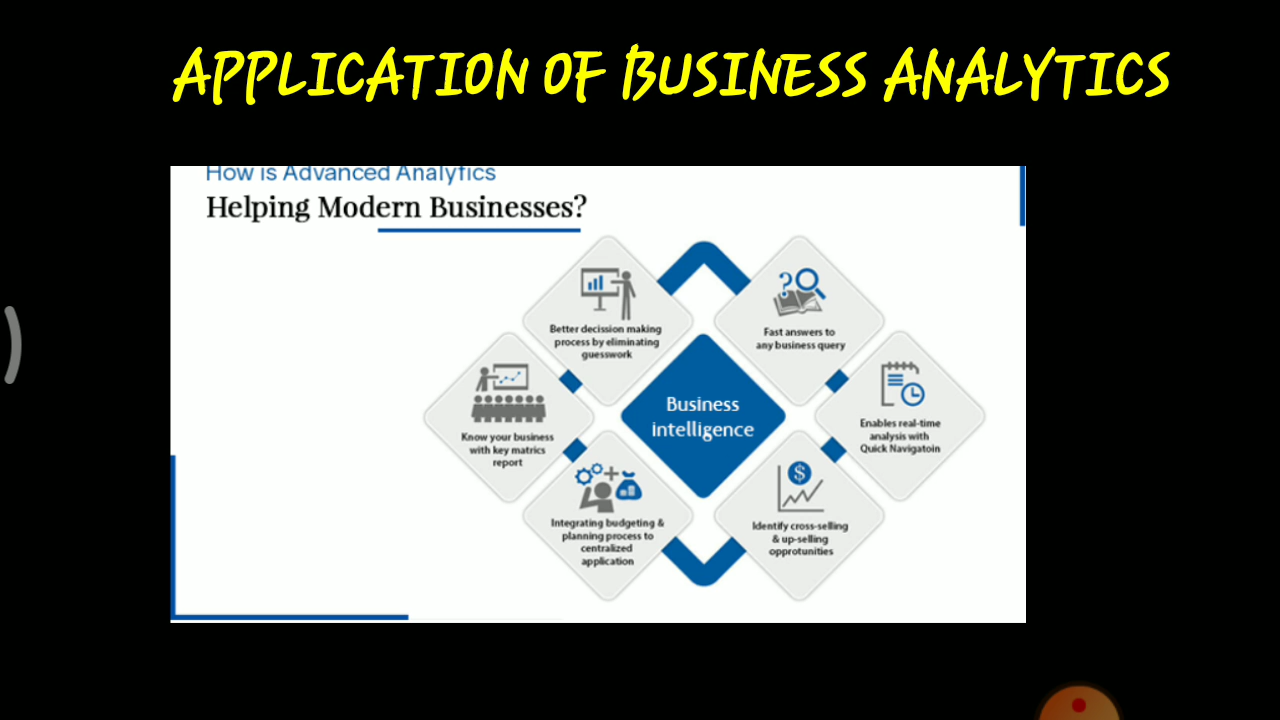 APPLICATION OF BUSINESS ANALYTICS
How is Advanced Analytics
Helping Modern Businesses?
Better decission making
process by eliminating
guesswork
Fast answers to
any business query
Know your business
with key matrics
report
Business
intelligence
Enables real-time
analysis with
Quick Navigatoin
Integrating budgeting &
planning process to
centralized
application
Identify cross-selling
& up-selling
opprotunities